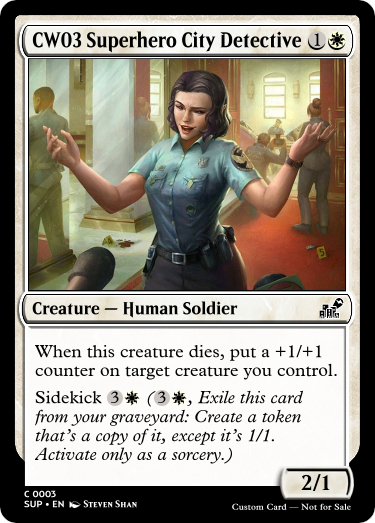 CW03 Superhero City Detective 1
Creature — Human Soldier
When this creature dies, put a +1/+1
counter on target creature you control.
Sidekick 3 (3, Exile this card
from your graveyard: Create a token
that's a copy of it, except it's 1/1.
Activate only as a sorcery.)
2/1
C 0003
SUP • EN Steven Shan
Custom Card — Not for Sale